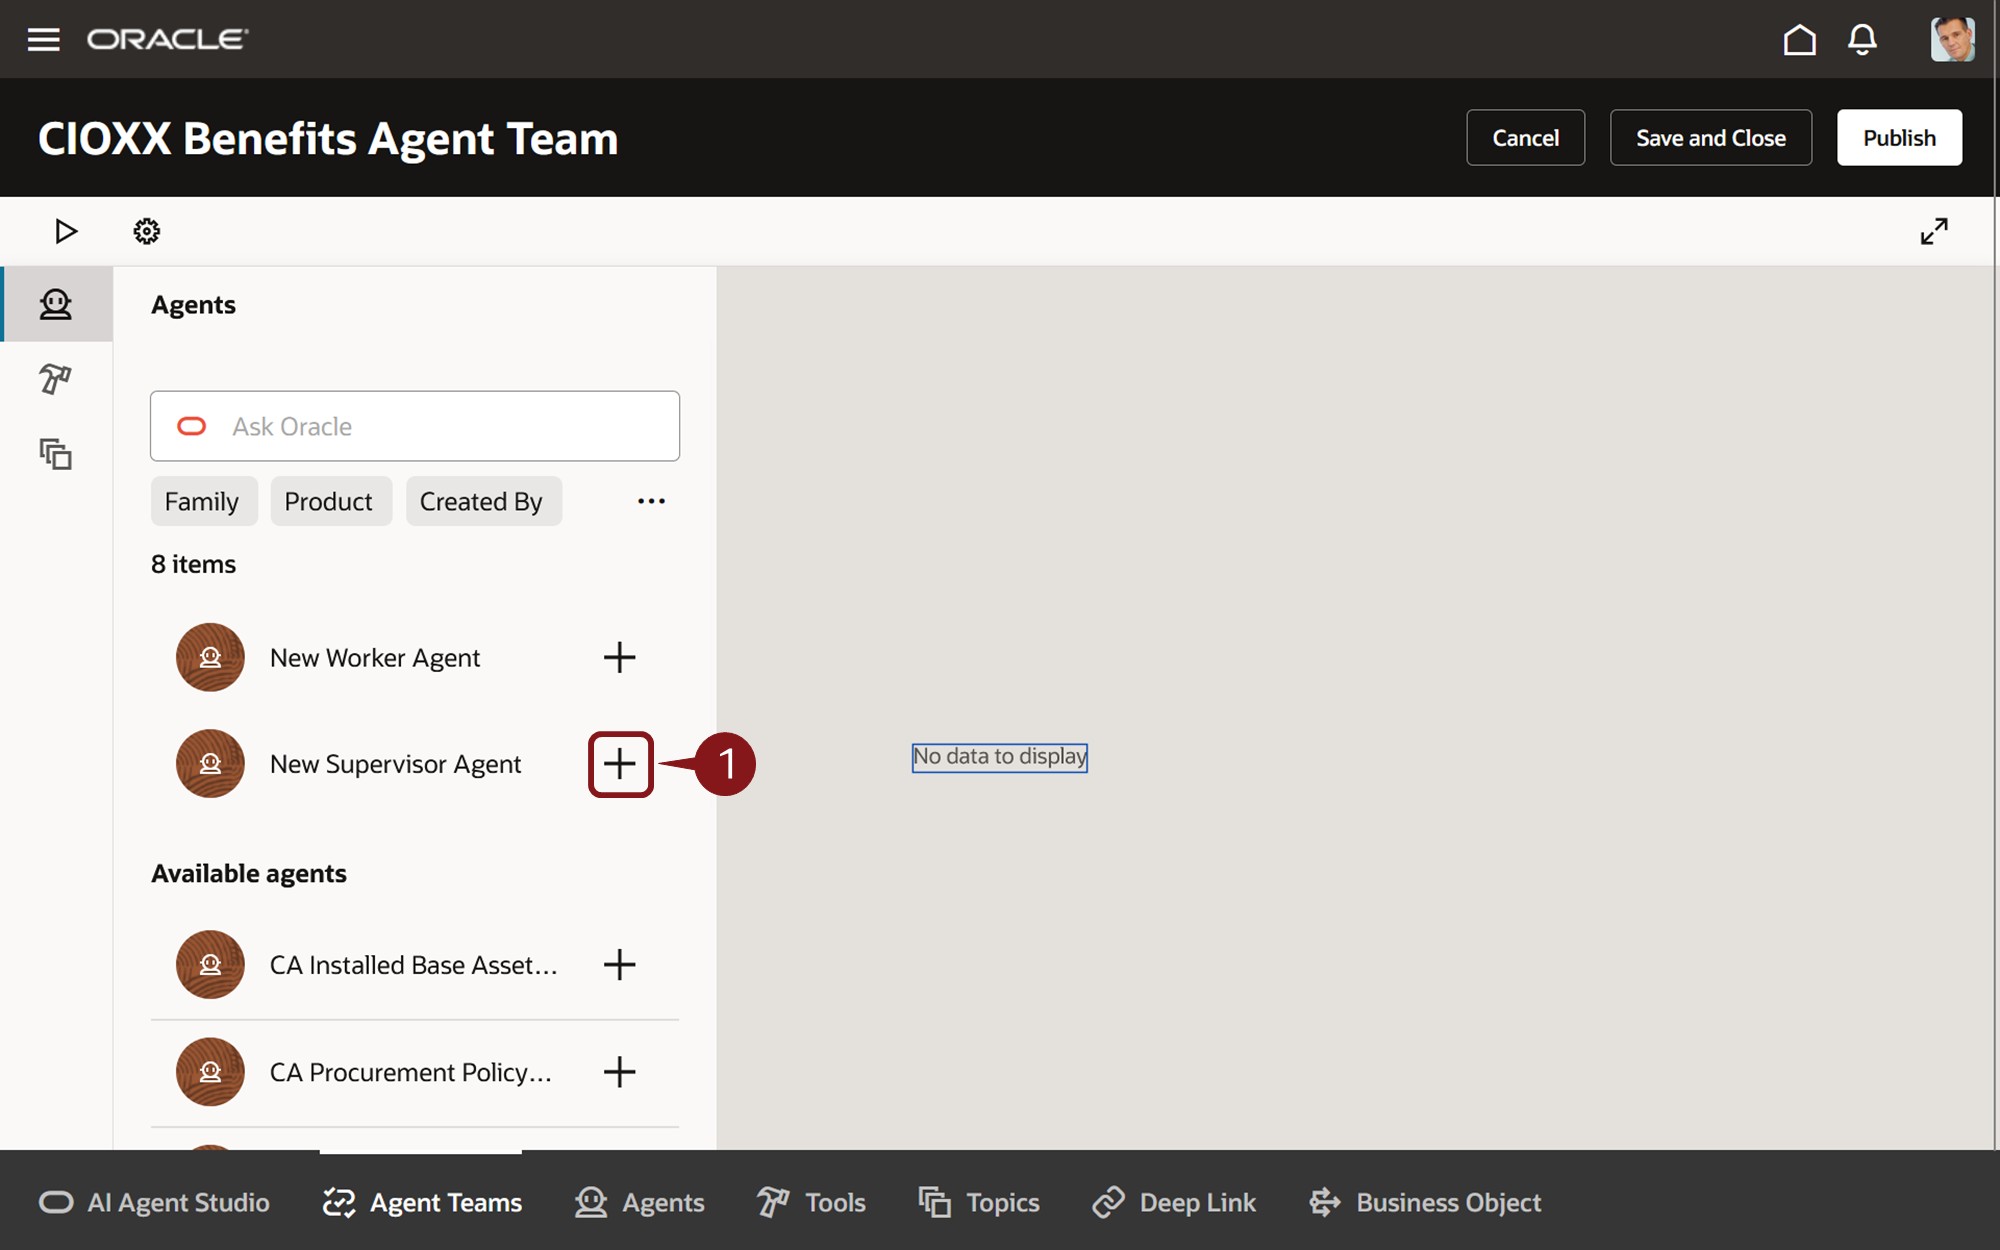 ORACLE
CIOXX Benefits Agent Team
Cancel
Save and Close
Publish
Agents
Ask Oracle
Family
Product
Created By
...
8 items
New Worker Agent
New Supervisor Agent
1
No data to display
Available agents
CA Installed Base Asset...
CA Procurement Policy...
AI Agent Studio
Agent Teams
Agents
Tools
Topics
Deep Link
Business Object